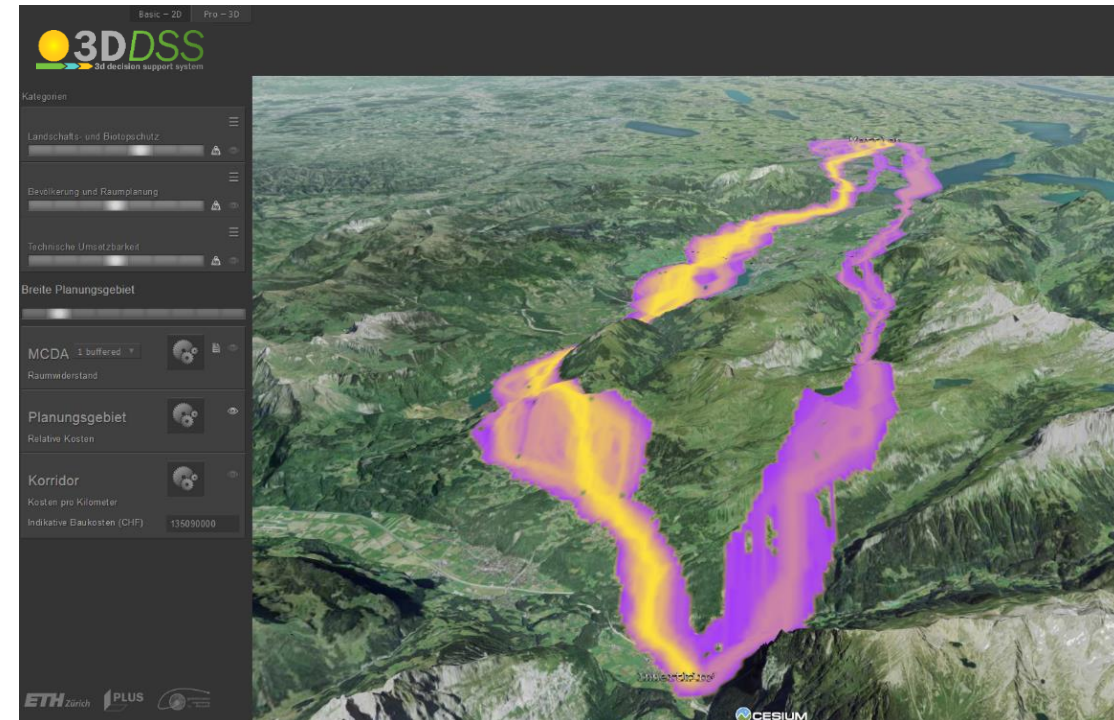 Basic – 2D Pro – 3D
3DDSS
3d decision support system
Kategorien
Landschafts- und Biotopschutz
Bevölkerung und Raumplanung
Technische Umsetzbarkeit
Breite Planungsgebiet
MCDA 1 buffered
Raumwiderstand
Planungsgebiet
Relative Kosten
Korridor
Kosten pro Kilometer
Indikative Baukosten (CHF) 135090000
ETH Zürich PLUS
CESIUM